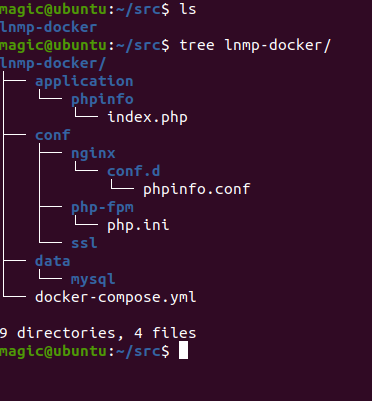 magic@ubuntu:~/src$ ls
lnmp-docker
magic@ubuntu:~/src$ tree lnmp-docker/
lnmp-docker/
├── application
│   └── phpinfo
│       └── index.php
├── conf
│   ├── nginx
│   │   └── conf.d
│   │       └── phpinfo.conf
│   ├── php-fpm
│   │   └── php.ini
│   └── ssl
├── data
│   └── mysql
└── docker-compose.yml
9 directories, 4 files
magic@ubuntu:~/src$